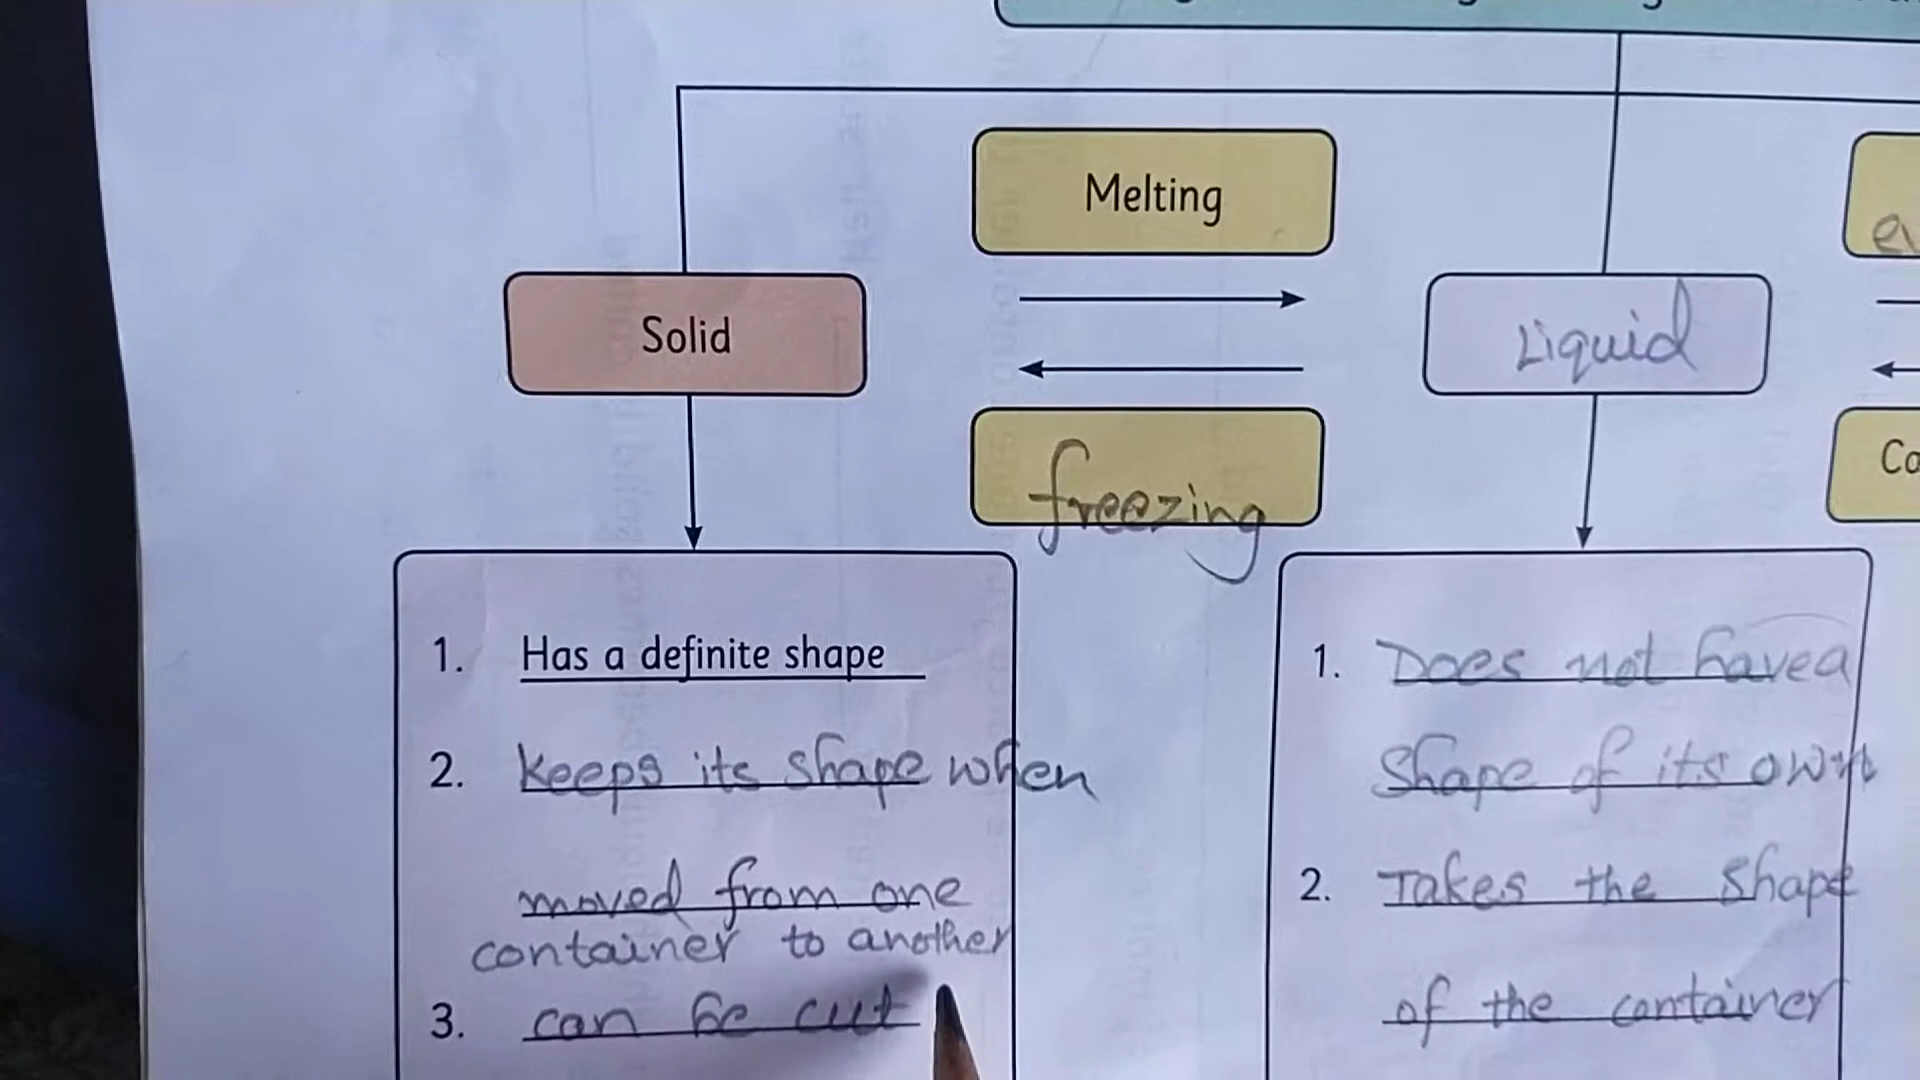 Melting
ev
Solid
Liquid
freezing
Co
1. Has a definite shape
2. keeps its shape when
moved from one
container to another
3. can be cut
1. Does not have a
shape of its own
2. Takes the shape
of the container